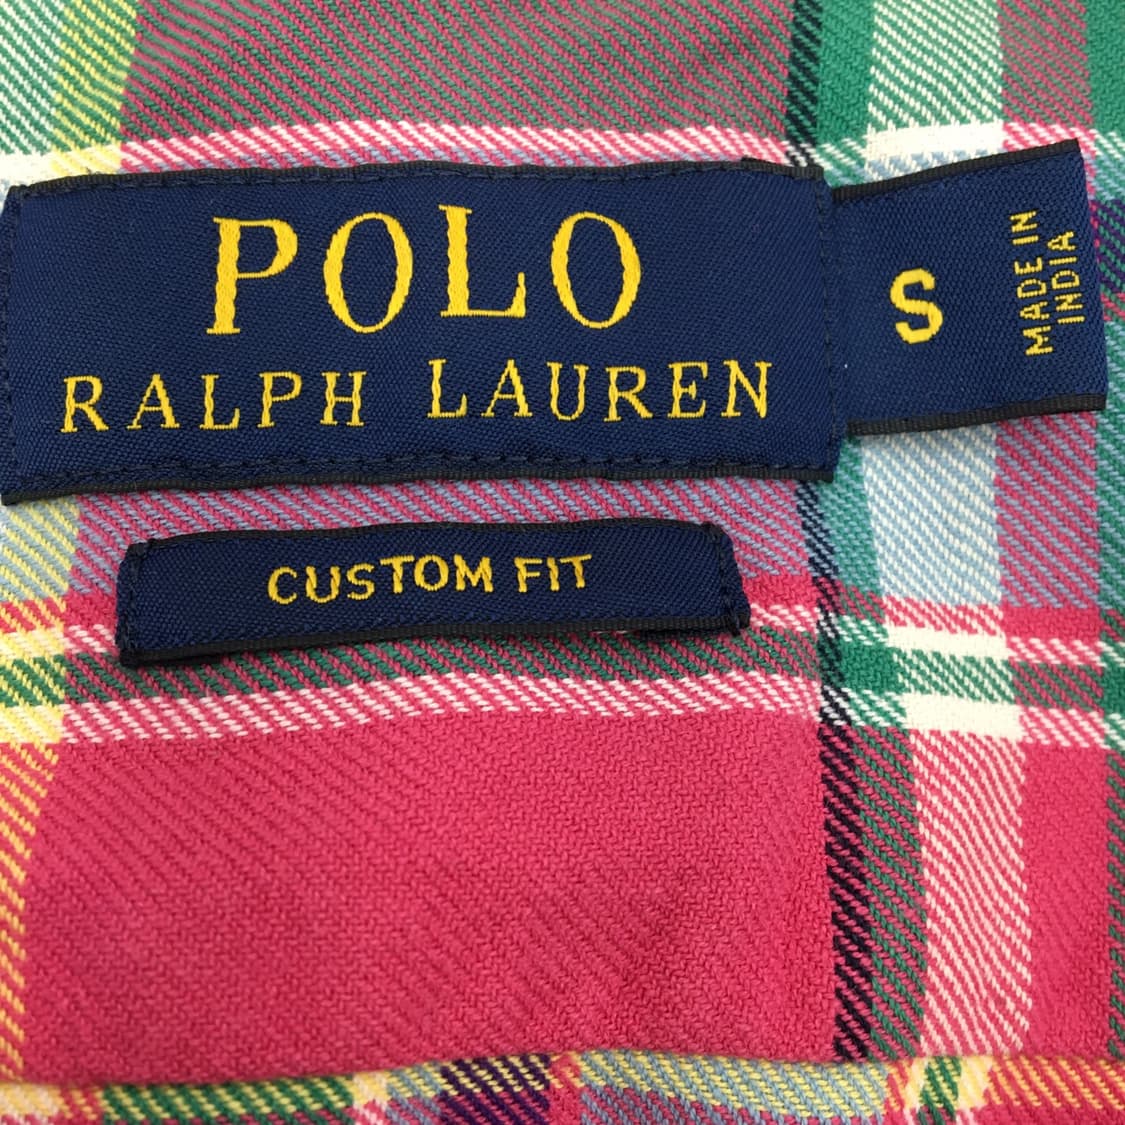 POLO
RALPH LAUREN
S
MADE IN
INDIA
CUSTOM FIT